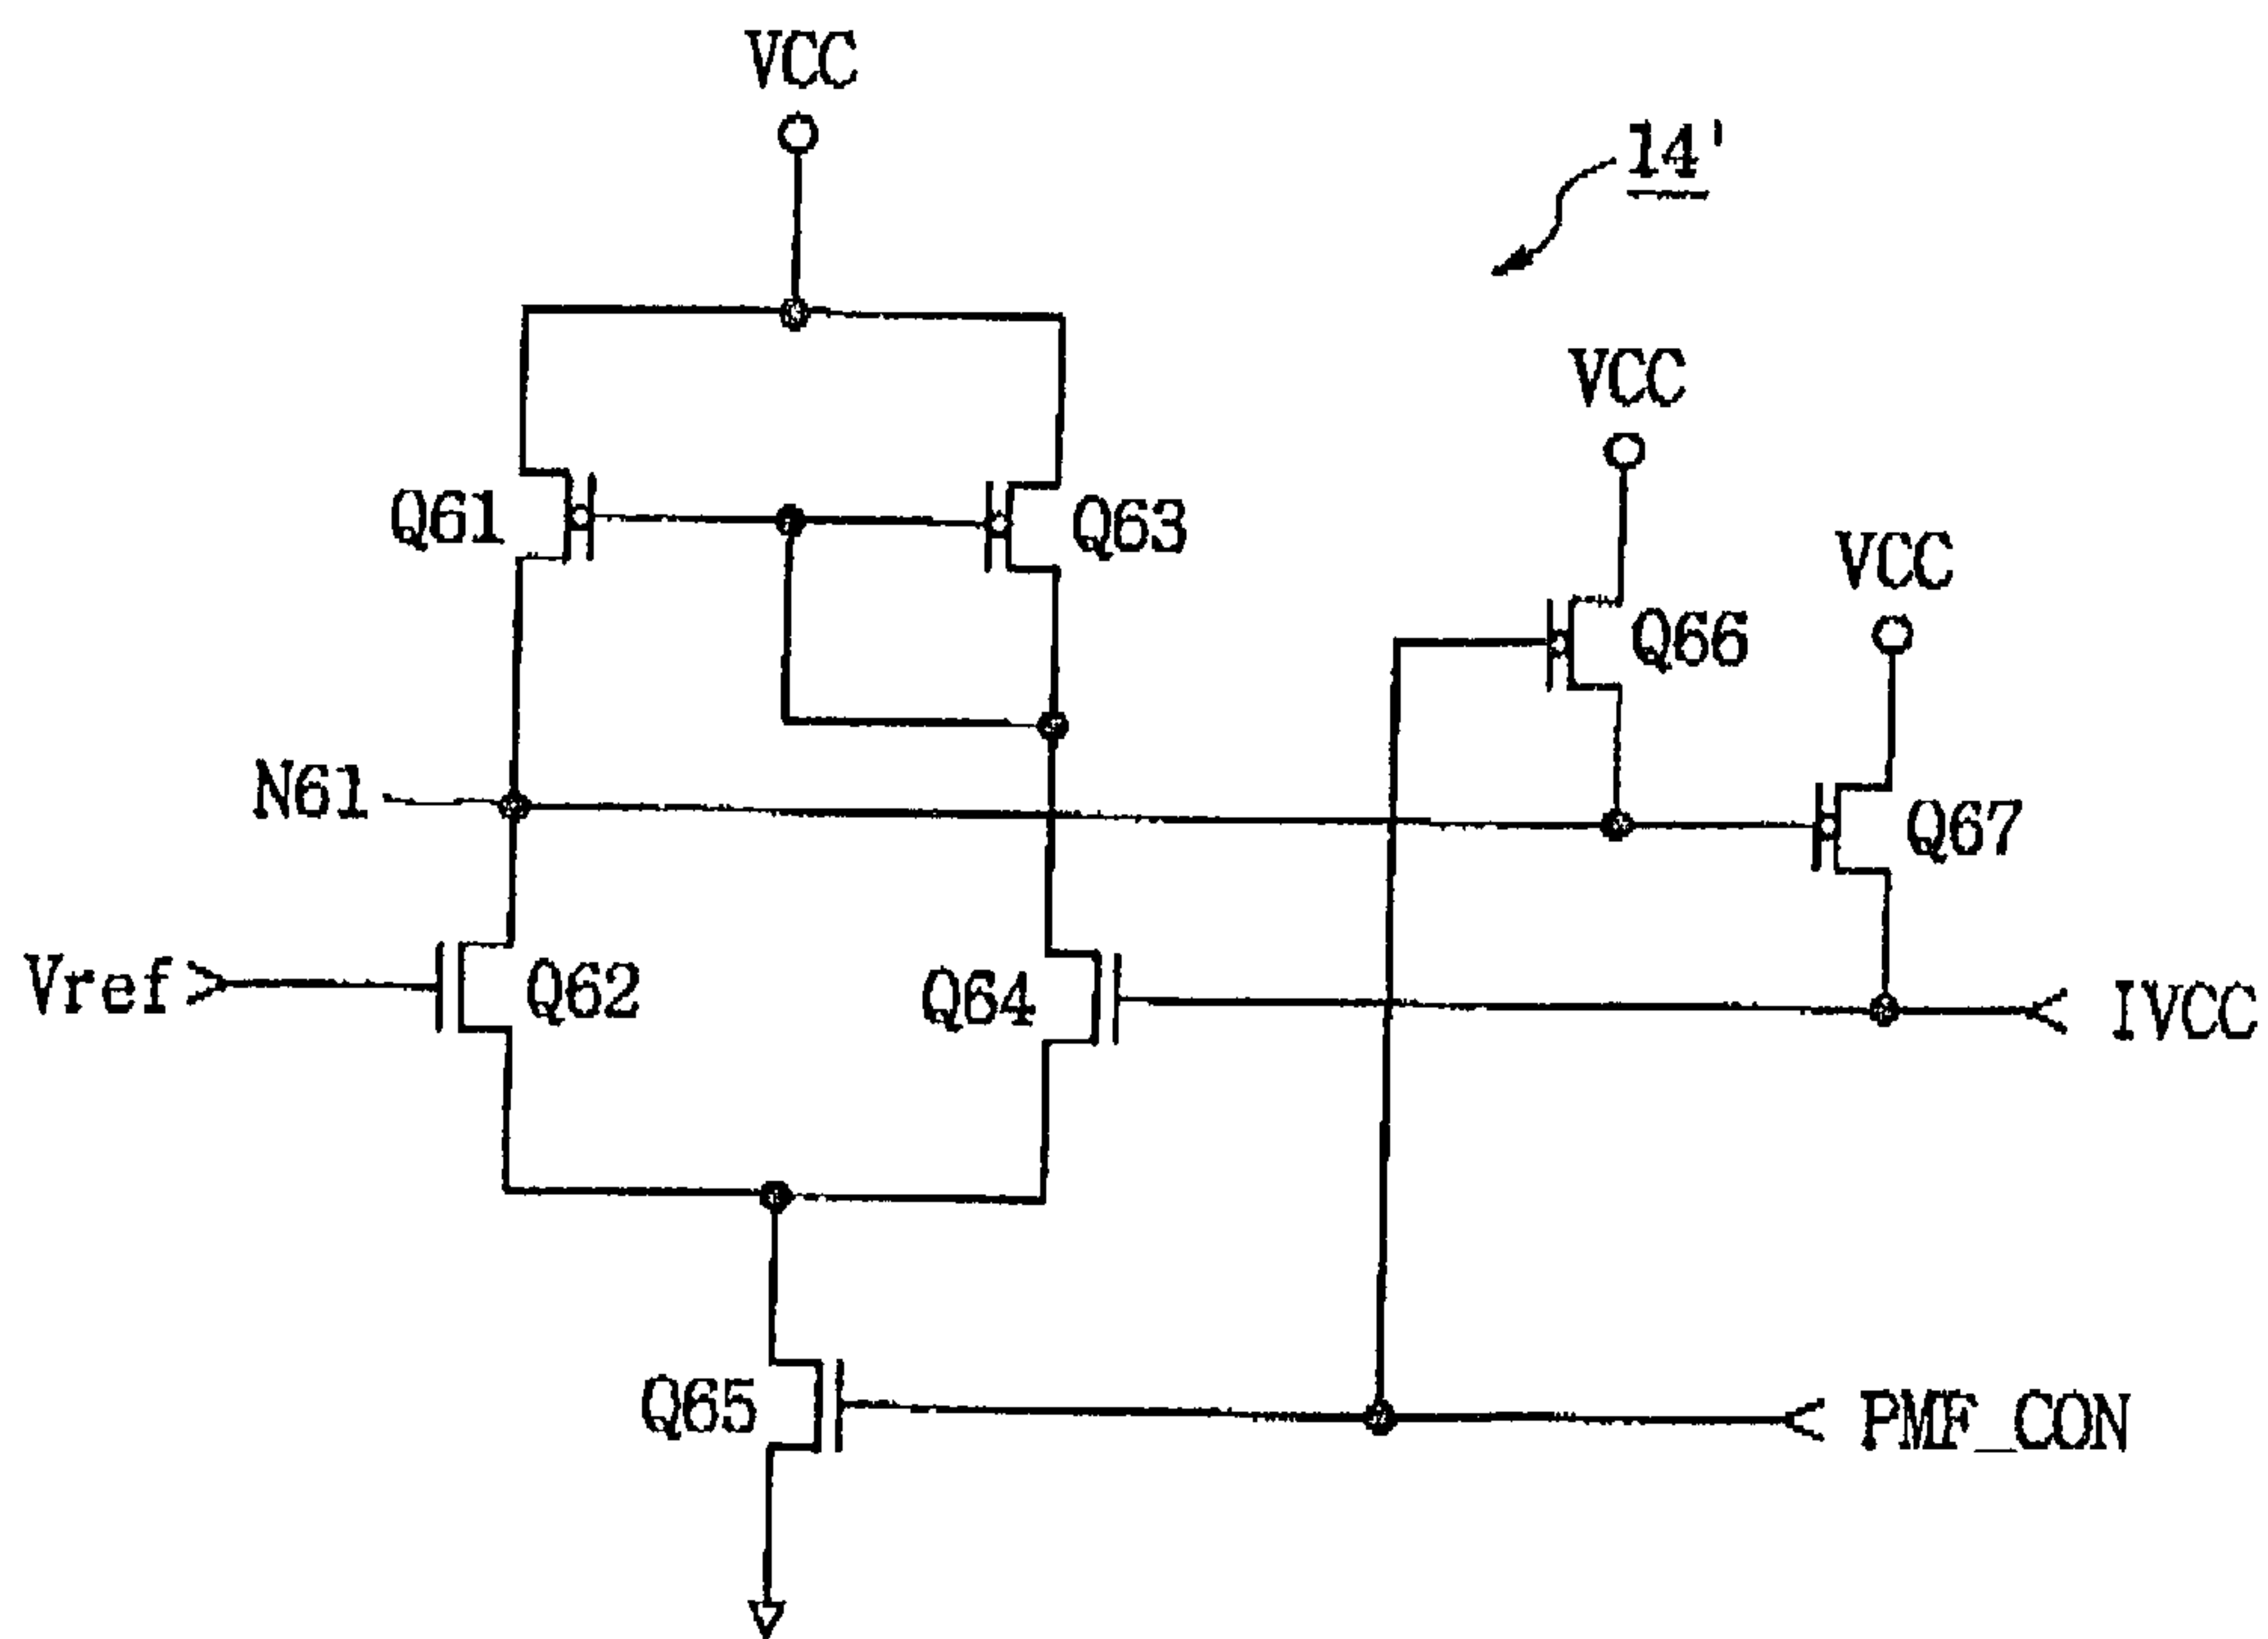 VCC
14'
VCC
Q61
Q63
VCC
Q66
N61
Q67
Vref
Q62
Q64
IVCC
Q65
PMF_CON